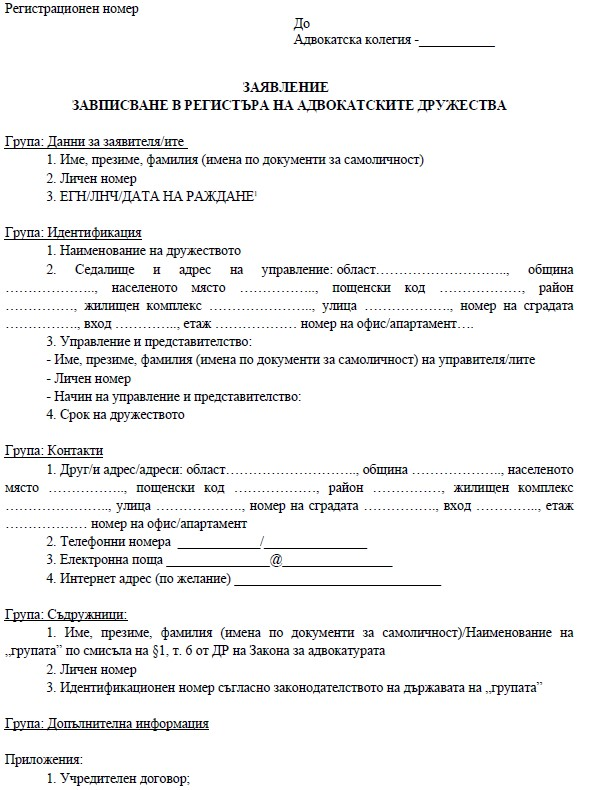 Регистрационен номер
До
Адвокатска колегия -___________
ЗАЯВЛЕНИЕ
ЗАВПИСВАНЕ В РЕГИСТЪРА НА АДВОКАТСКИТЕ ДРУЖЕСТВА
Група: Данни за заявителя/ите
1. Име, презиме, фамилия (имена по документи за самоличност)
2. Личен номер
3. ЕГН/ЛНЧ/ДАТА НА РАЖДАНЕ¹
Група: Идентификация
1. Наименование на дружеството
2. Седалище и адрес на управление: област……………………….., община
……………….., населеното място …………….., пощенски код ………………, район
……………, жилищен комплекс …………………..., улица ………………., номер на сградата
……………., вход ………….., етаж ……………… номер на офис/апартамент….
3. Управление и представителство:
- Име, презиме, фамилия (имена по документи за самоличност) на управителя/лите
- Личен номер
- Начин на управление и представителство:
4. Срок на дружеството
Група: Контакти
1. Друг/и адрес/адреси: област……………………….., община ……………….., населеното
място …………….., пощенски код ………………, район ……………, жилищен комплекс
…………………..., улица ………………., номер на сградата ……………., вход ………….., етаж
……………… номер на офис/апартамент
2. Телефонни номера ____________/_______________
3. Електронна поща _______________@________________
4. Интернет адрес (по желание) ______________________________
Група: Съдружници:
1. Име, презиме, фамилия (имена по документи за самоличност)/Наименование на
„групата” по смисъла на §1, т. 6 от ДР на Закона за адвокатурата
2. Личен номер
3. Идентификационен номер съгласно законодателството на държавата на „групата”
Група: Допълнителна информация
Приложения:
1. Учредителен договор;